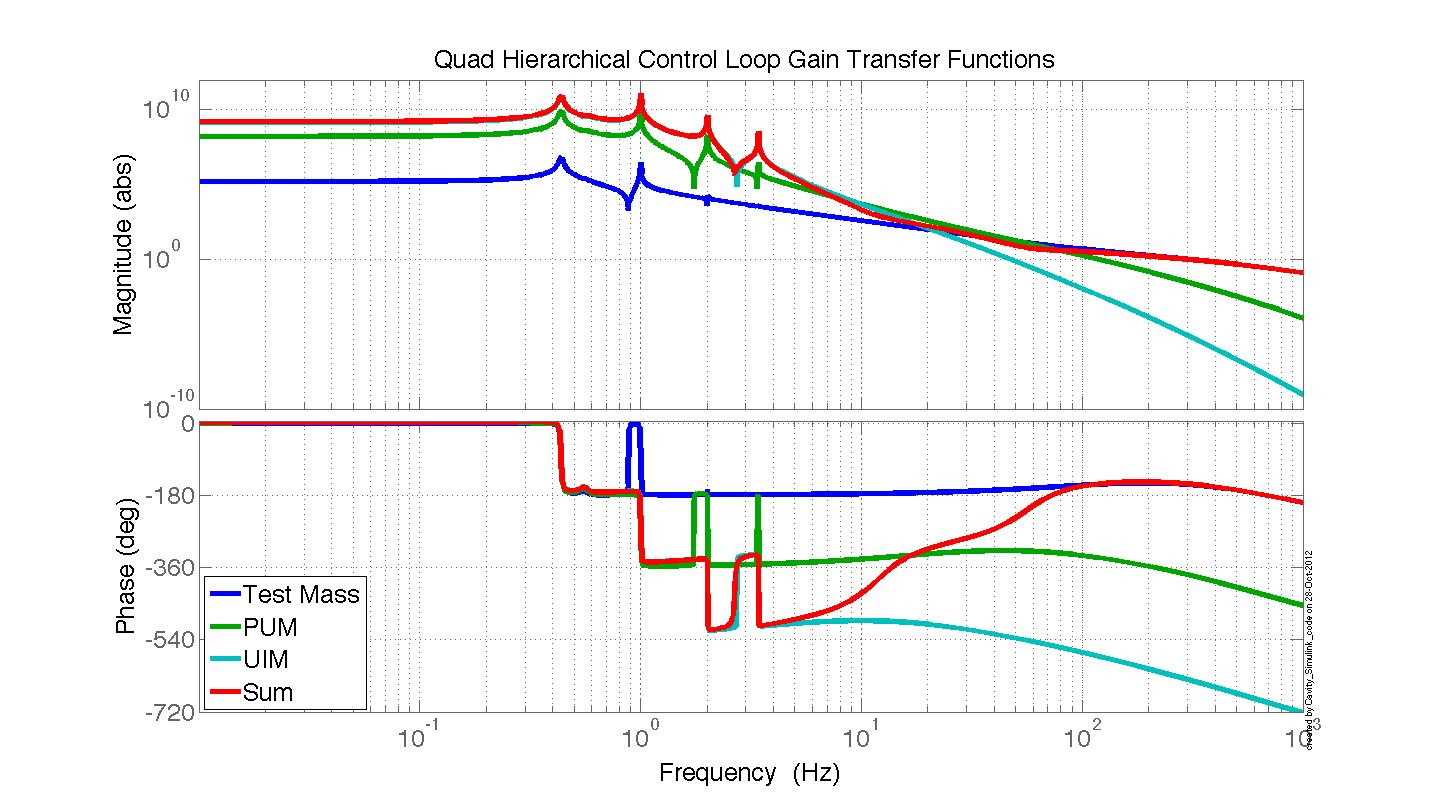 Quad Hierarchical Control Loop Gain Transfer Functions
Magnitude (abs)
10^10
10^0
10^-10
Phase (deg)
0
-180
-360
-540
-720
Test Mass
PUM
UIM
Sum
10^-1
10^0
10^1
10^2
10^3
Frequency (Hz)
created by Cavity_Simulink_code on 28-Oct-2012